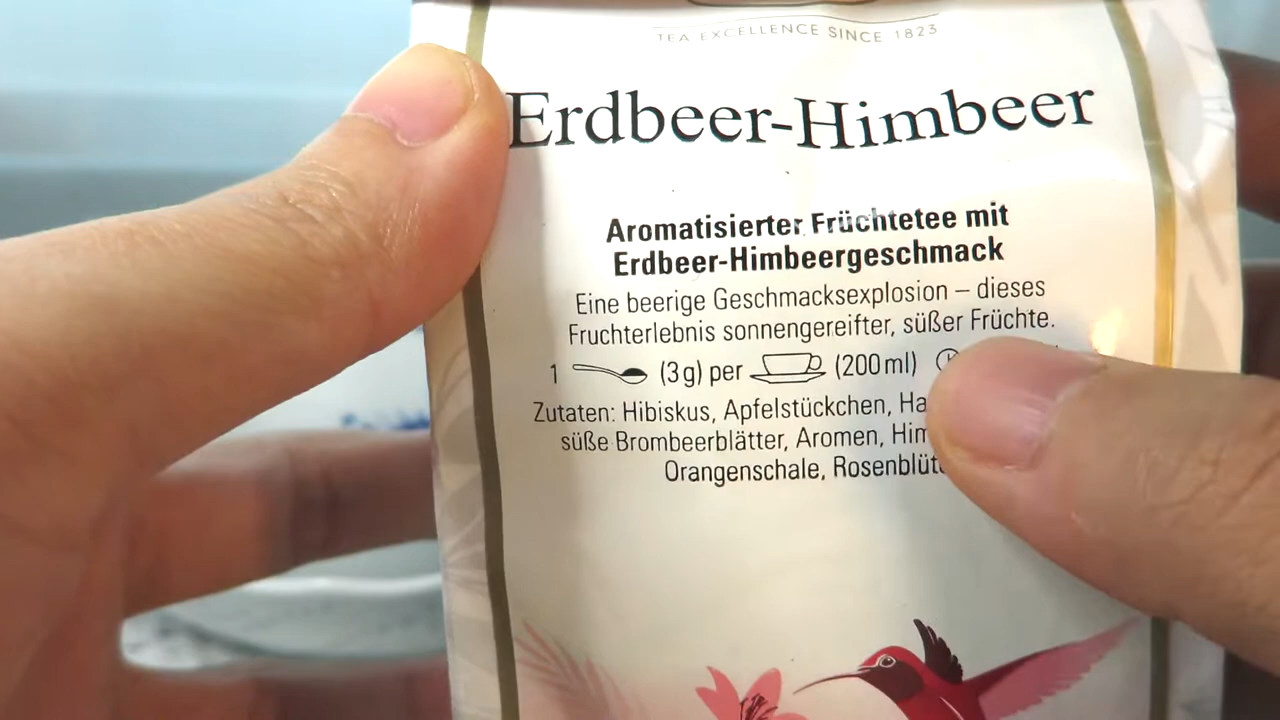 TEA EXCELLENCE SINCE 1823
Erdbeer-Himbeer
Aromatisierter Früchtetee mit
Erdbeer-Himbeergeschmack
Eine beerige Geschmacksexplosion – dieses
Fruchterlebnis sonnengereifter, süßer Früchte.
1 (3g) per (200ml)
Zutaten: Hibiskus, Apfelstückchen,
süße Brombeerblätter, Aromen,
Orangenschale,